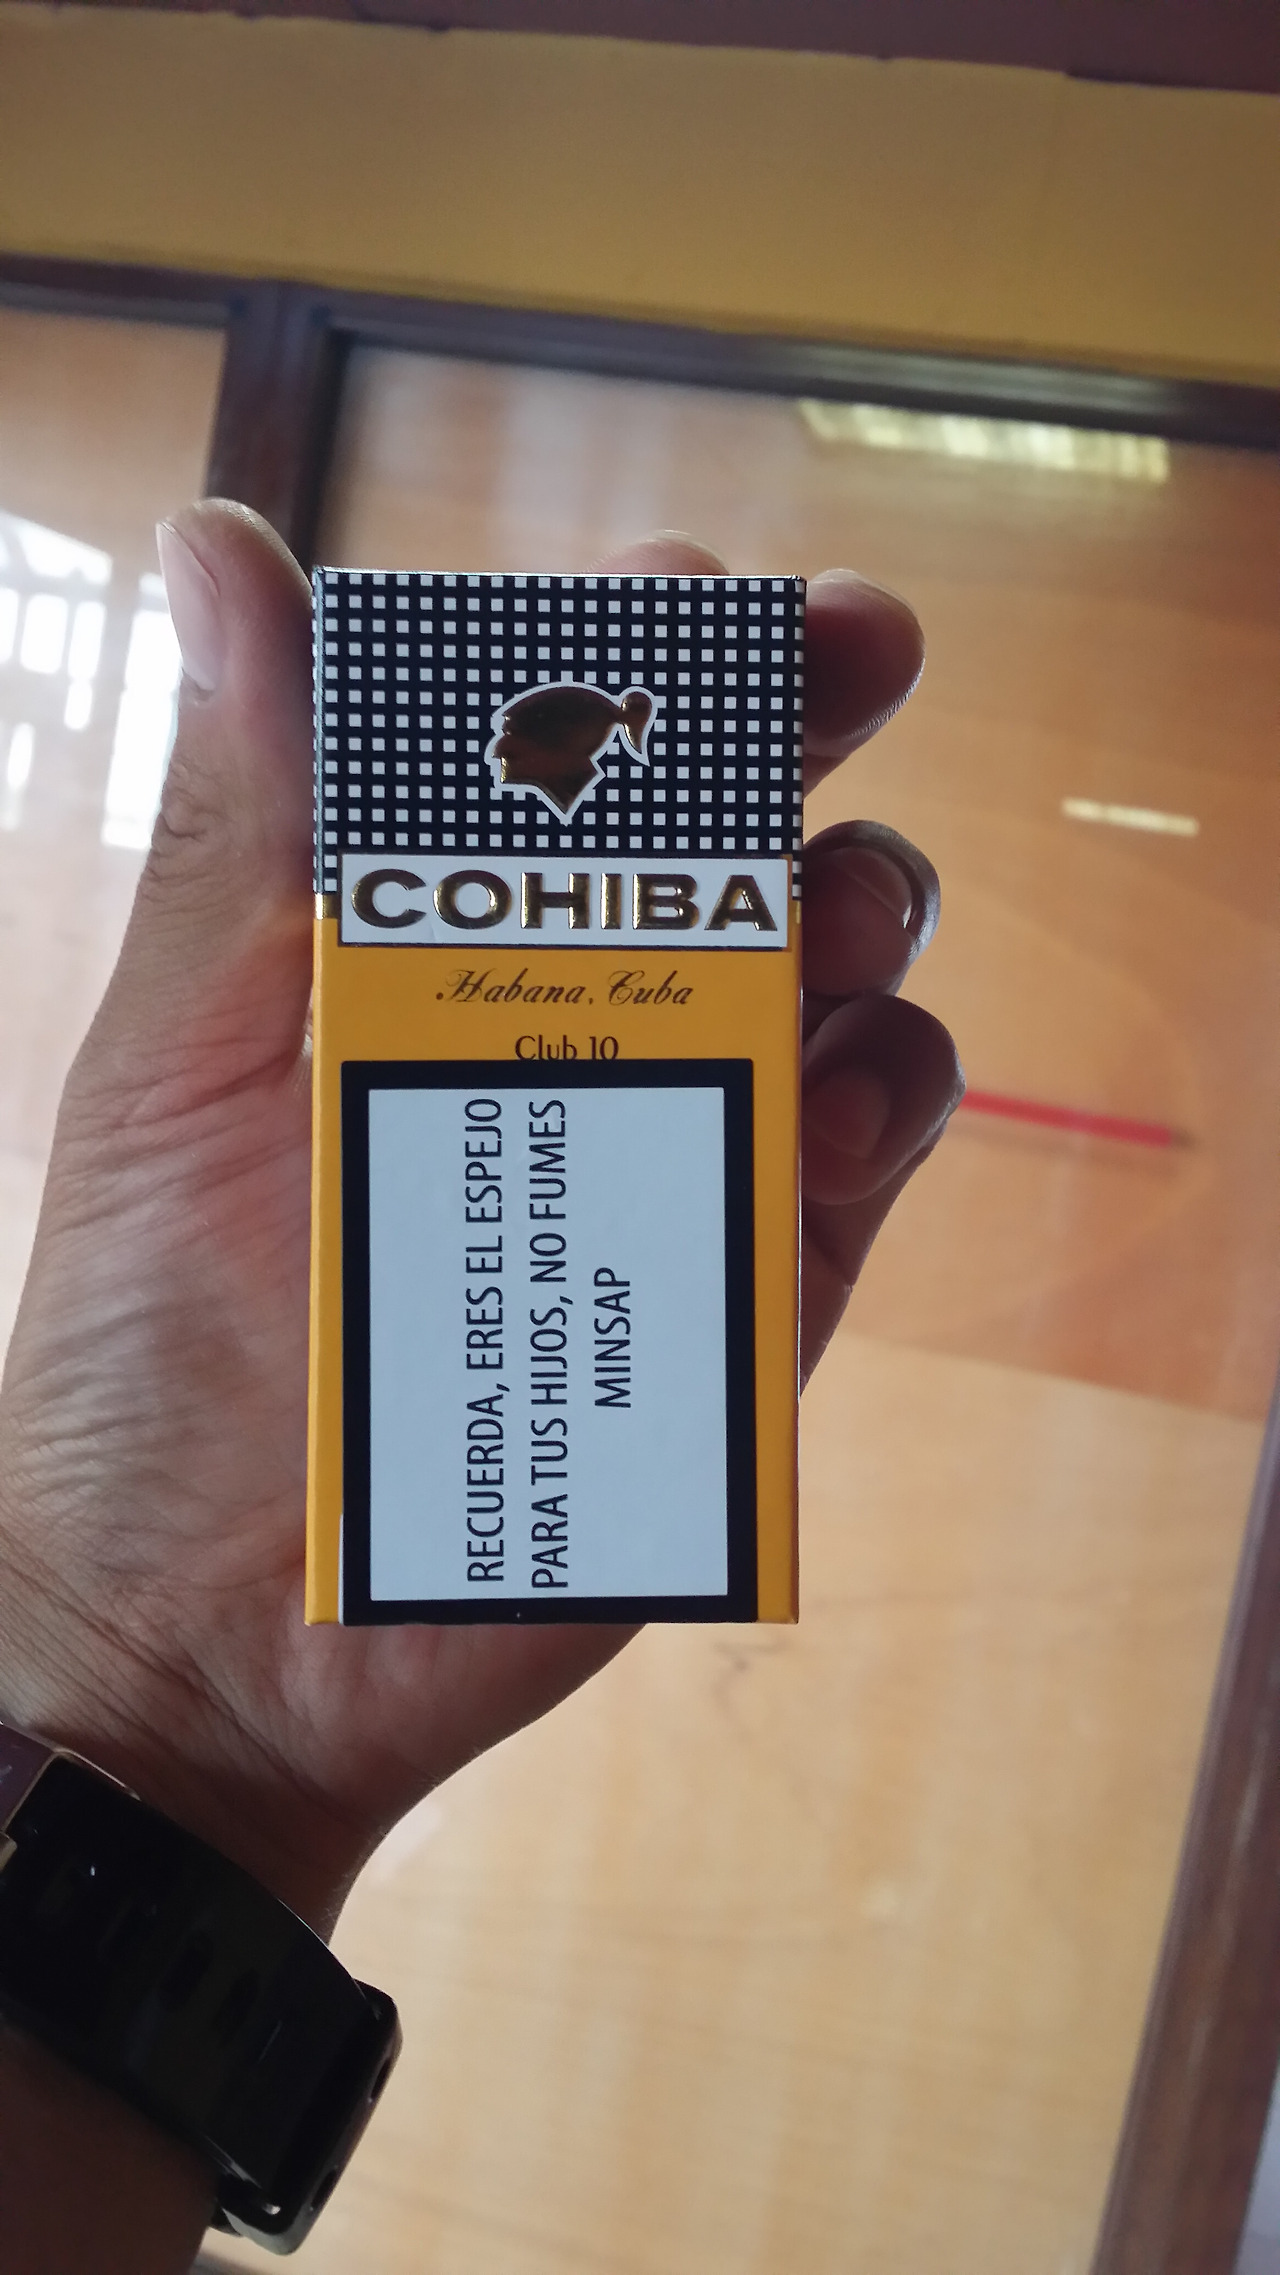 COHIBA
Habana, Cuba
Club 10
RECUERDA, ERES EL ESPEJO
PARA TUS HIJOS, NO FUMES
MINSAP